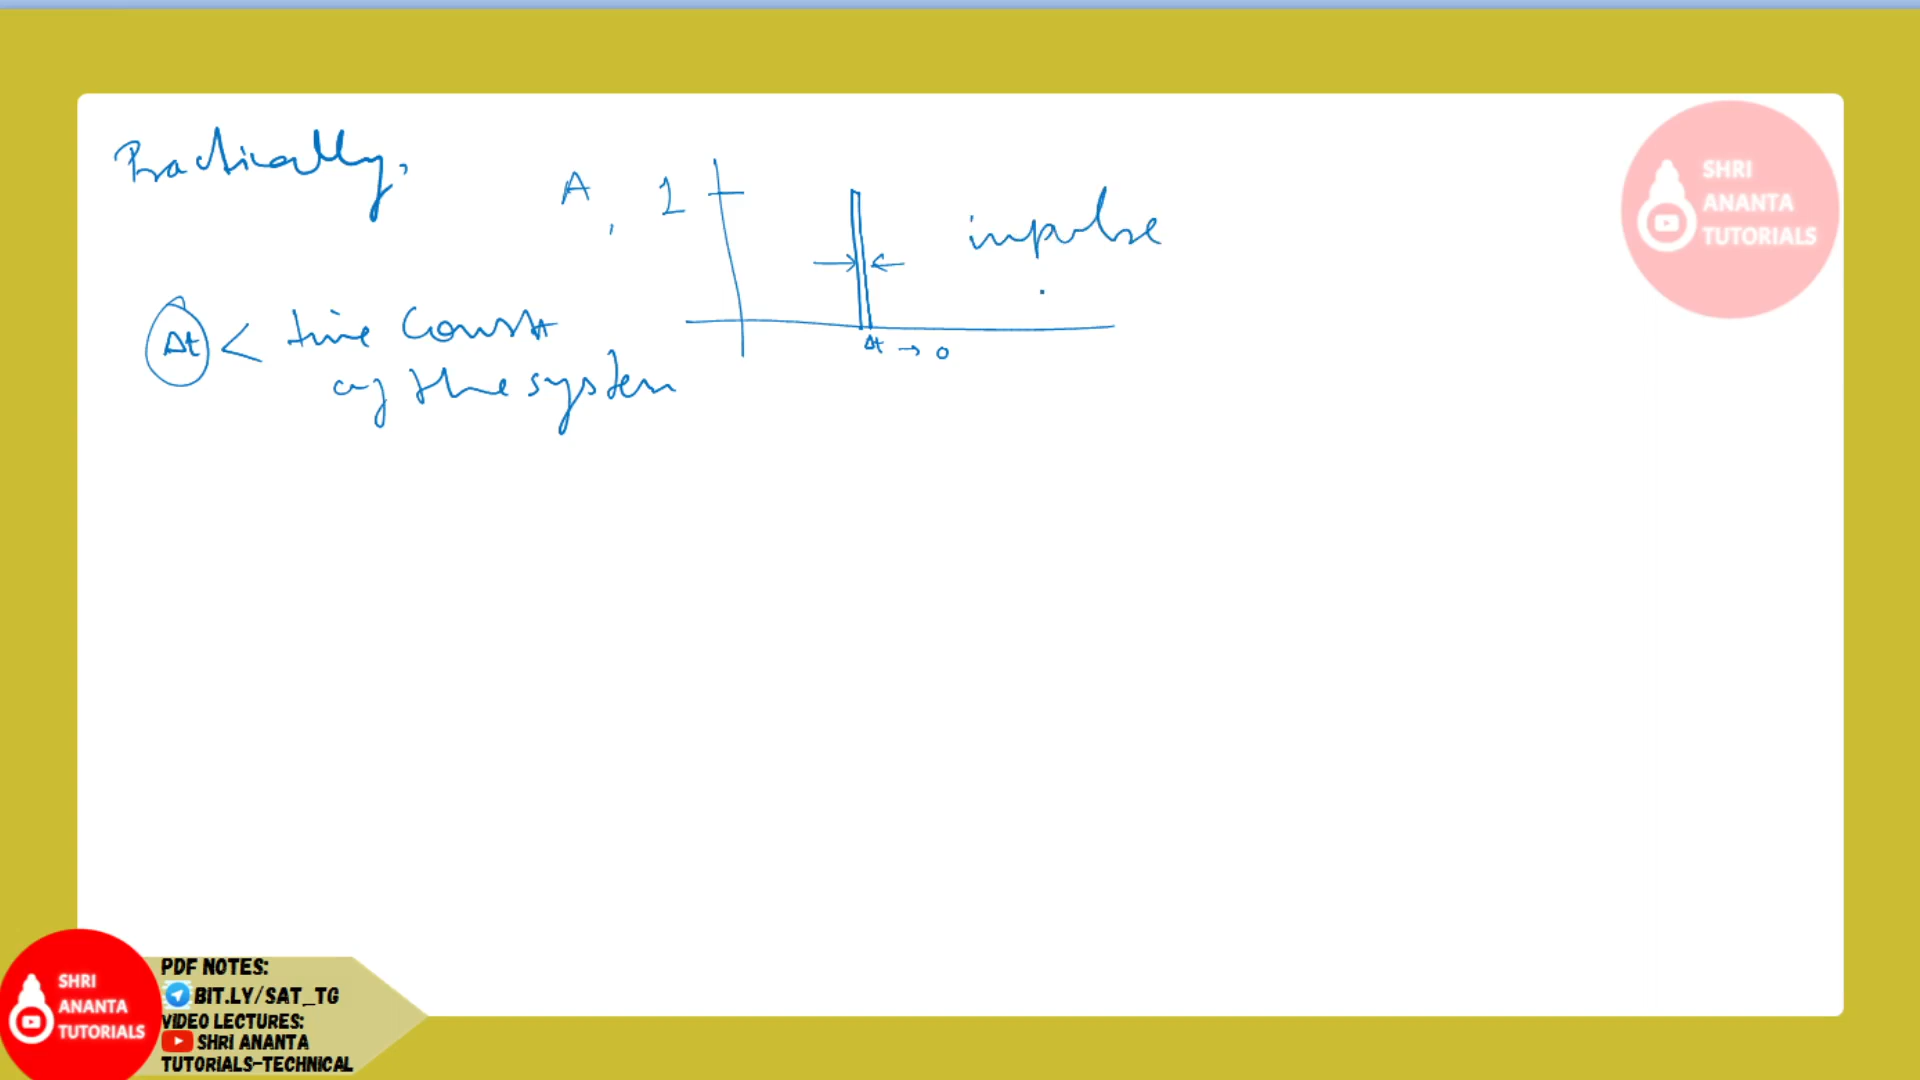 Practically,
A, 1
impulse
Δt → 0
Δt < time const
of the system
SHRI
ANANTA
TUTORIALS
SHRI
ANANTA
TUTORIALS
PDF NOTES:
BIT.LY/SAT_TG
VIDEO LECTURES:
SHRI ANANTA
TUTORIALS-TECHNICAL